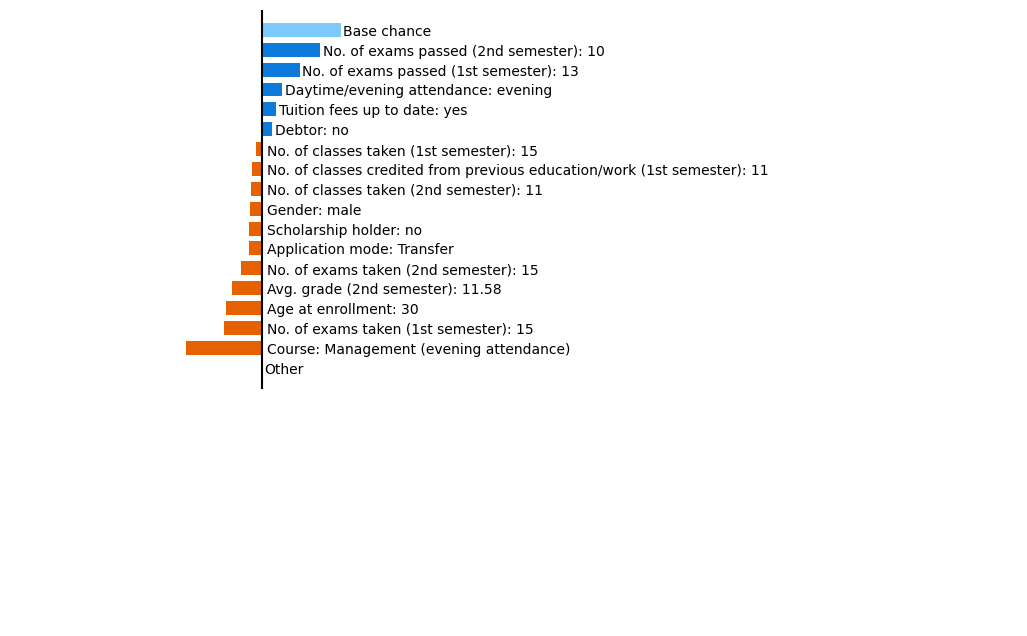 Base chance
No. of exams passed (2nd semester): 10
No. of exams passed (1st semester): 13
Daytime/evening attendance: evening
Tuition fees up to date: yes
Debtor: no
No. of classes taken (1st semester): 15
No. of classes credited from previous education/work (1st semester): 11
No. of classes taken (2nd semester): 11
Gender: male
Scholarship holder: no
Application mode: Transfer
No. of exams taken (2nd semester): 15
Avg. grade (2nd semester): 11.58
Age at enrollment: 30
No. of exams taken (1st semester): 15
Course: Management (evening attendance)
Other